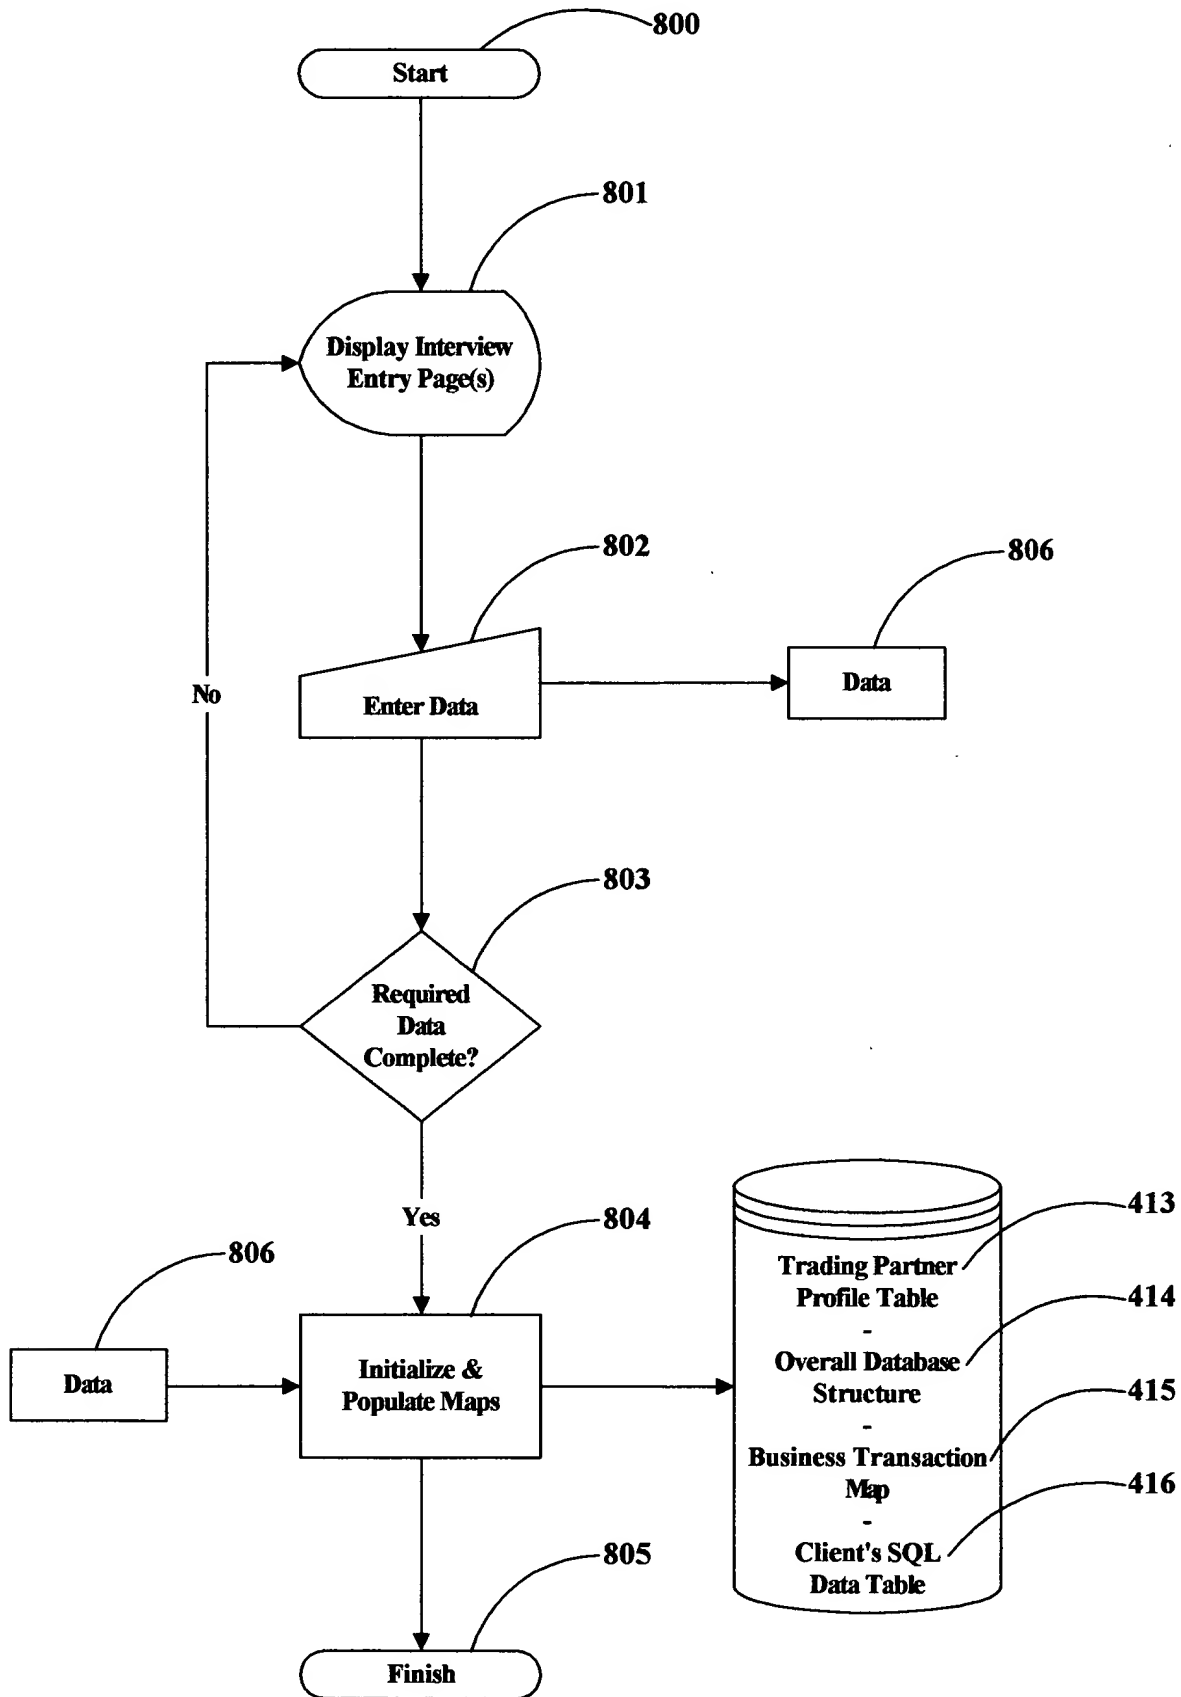 800
Start
801
Display Interview
Entry Page(s)
802
806
No
Data
Enter Data
803
Required
Data
Complete?
413
Yes
804
806
Trading Partner
Profile Table
414
-
Initialize &
Populate Maps
Data
Overall Database
Structure
415
-
Business Transaction
Map
416
-
Client's SQL
Data Table
805
Finish